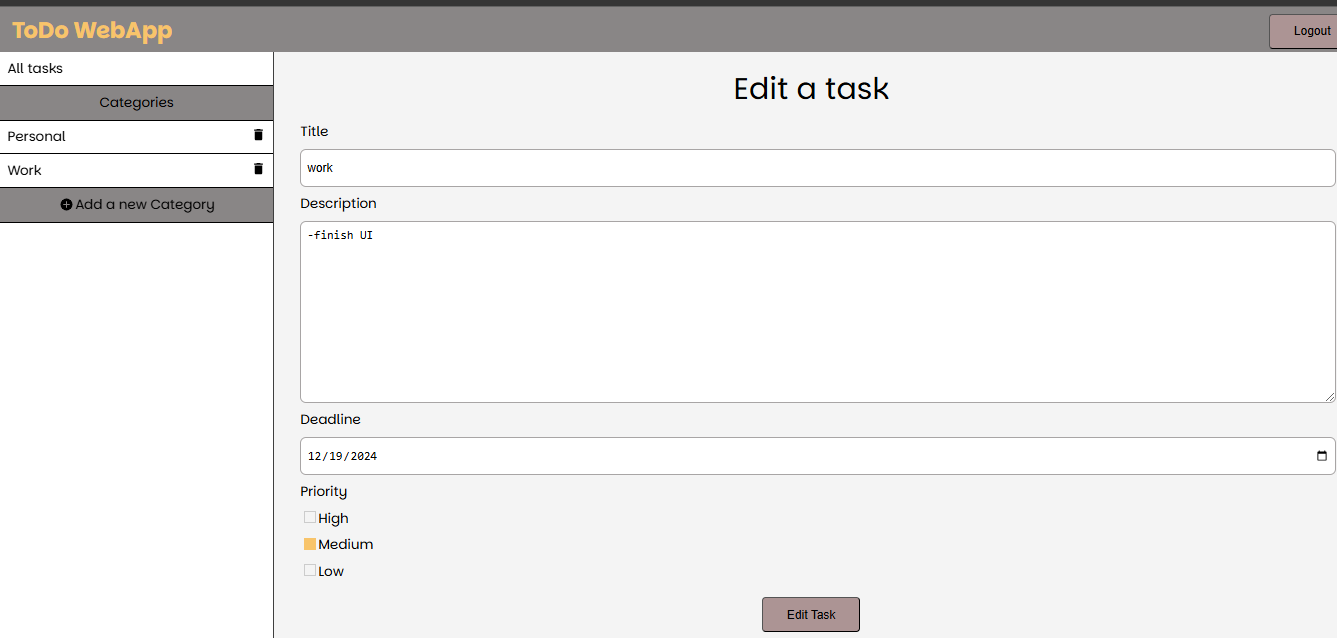 ToDo WebApp
Logout
All tasks
Categories
Personal
Work
Add a new Category
Edit a task
Title
work
Description
-finish UI
Deadline
12/19/2024
Priority
High
Medium
Low
Edit Task